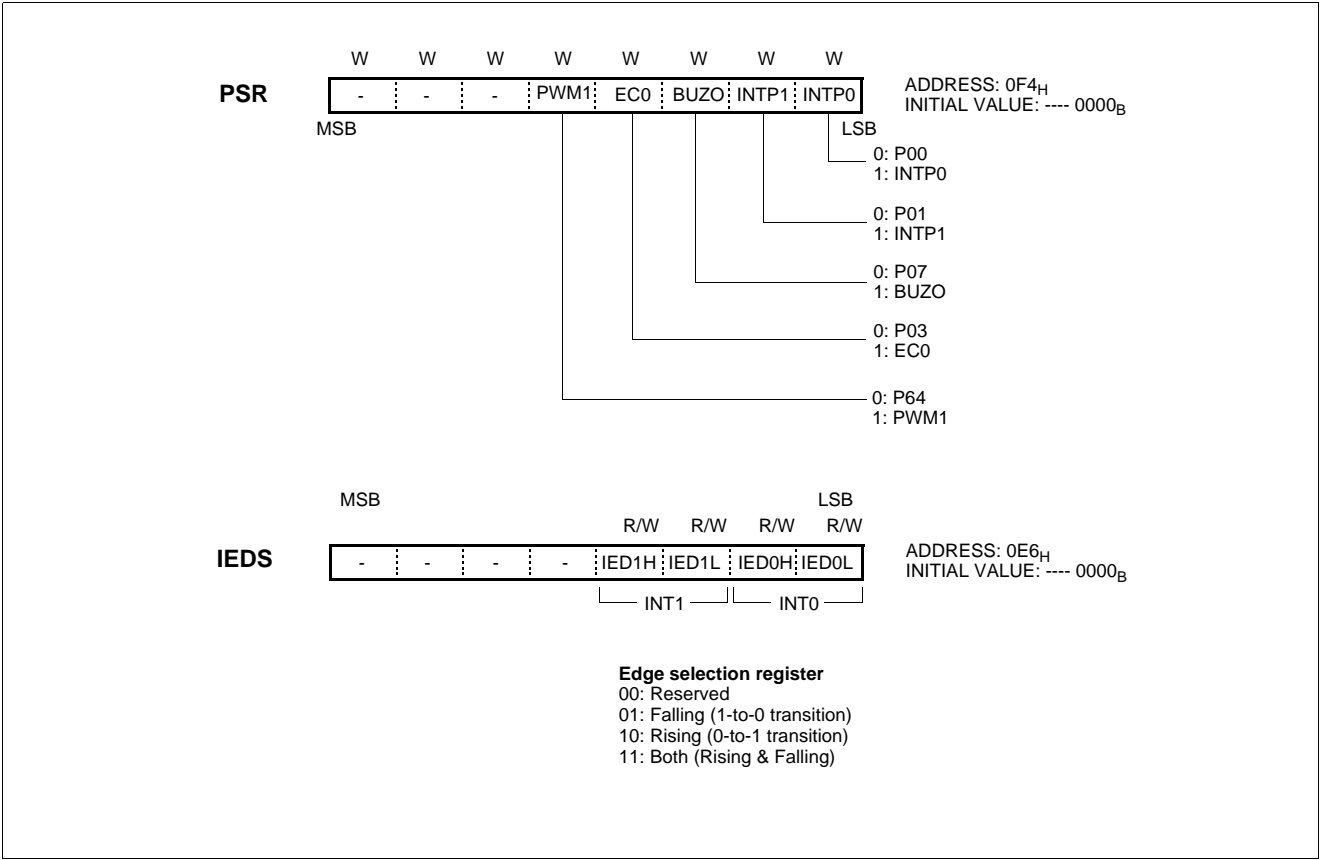 W W W W W W W W
PSR - - - PWM1 EC0 BUZO INTP1 INTP0 ADDRESS: 0F4H
INITIAL VALUE: ---- 0000B
MSB LSB
0: P00
1: INTP0
0: P01
1: INTP1
0: P07
1: BUZO
0: P03
1: EC0
0: P64
1: PWM1
MSB LSB
R/W R/W R/W R/W
IEDS - - - - IED1H IED1L IED0H IED0L ADDRESS: 0E6H
INITIAL VALUE: ---- 0000B
INT1 INT0
Edge selection register
00: Reserved
01: Falling (1-to-0 transition)
10: Rising (0-to-1 transition)
11: Both (Rising & Falling)